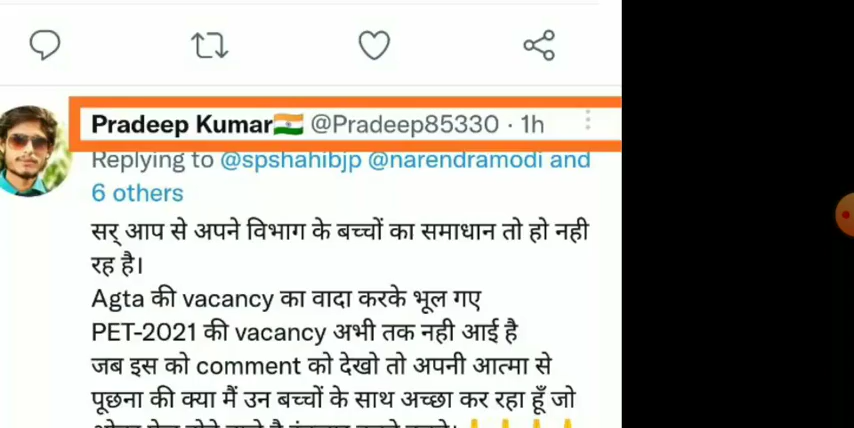 Pradeep Kumar🇮🇳 @Pradeep85330 · 1h
Replying to @spshahibjp @narendramodi and
6 others
सर् आप से अपने विभाग के बच्चों का समाधान तो हो नही
रह है।
Agta की vacancy का वादा करके भूल गए
PET-2021 की vacancy अभी तक नही आई है
जब इस को comment को देखो तो अपनी आत्मा से
पूछना की क्या मैं उन बच्चों के साथ अच्छा कर रहा हूँ जो